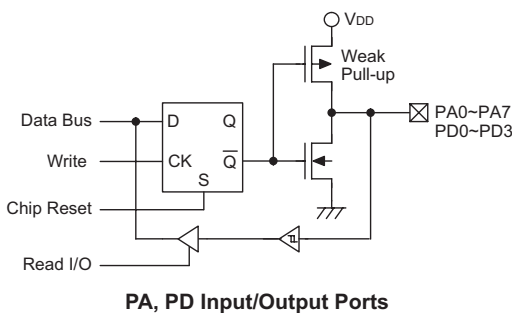 VDD
Weak
Pull-up
PA0~PA7
PD0~PD3
Data Bus
D
Q
Write
CK
Q
S
Chip Reset
Read I/O
PA, PD Input/Output Ports